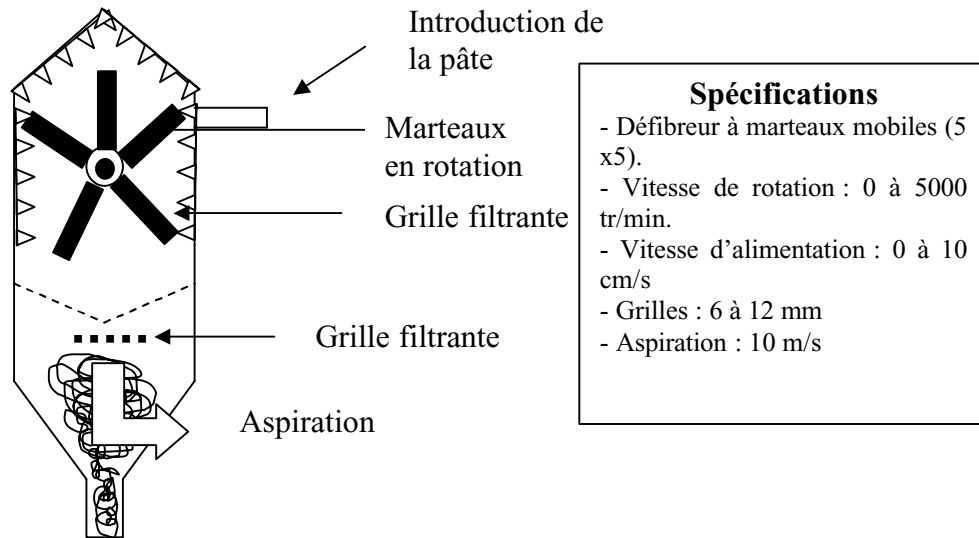 Introduction de
la pâte
Marteaux
en rotation
Grille filtrante
Grille filtrante
Aspiration
Spécifications
- Défibreur à marteaux mobiles (5
x5).
- Vitesse de rotation : 0 à 5000
tr/min.
- Vitesse d’alimentation : 0 à 10
cm/s
- Grilles : 6 à 12 mm
- Aspiration : 10 m/s